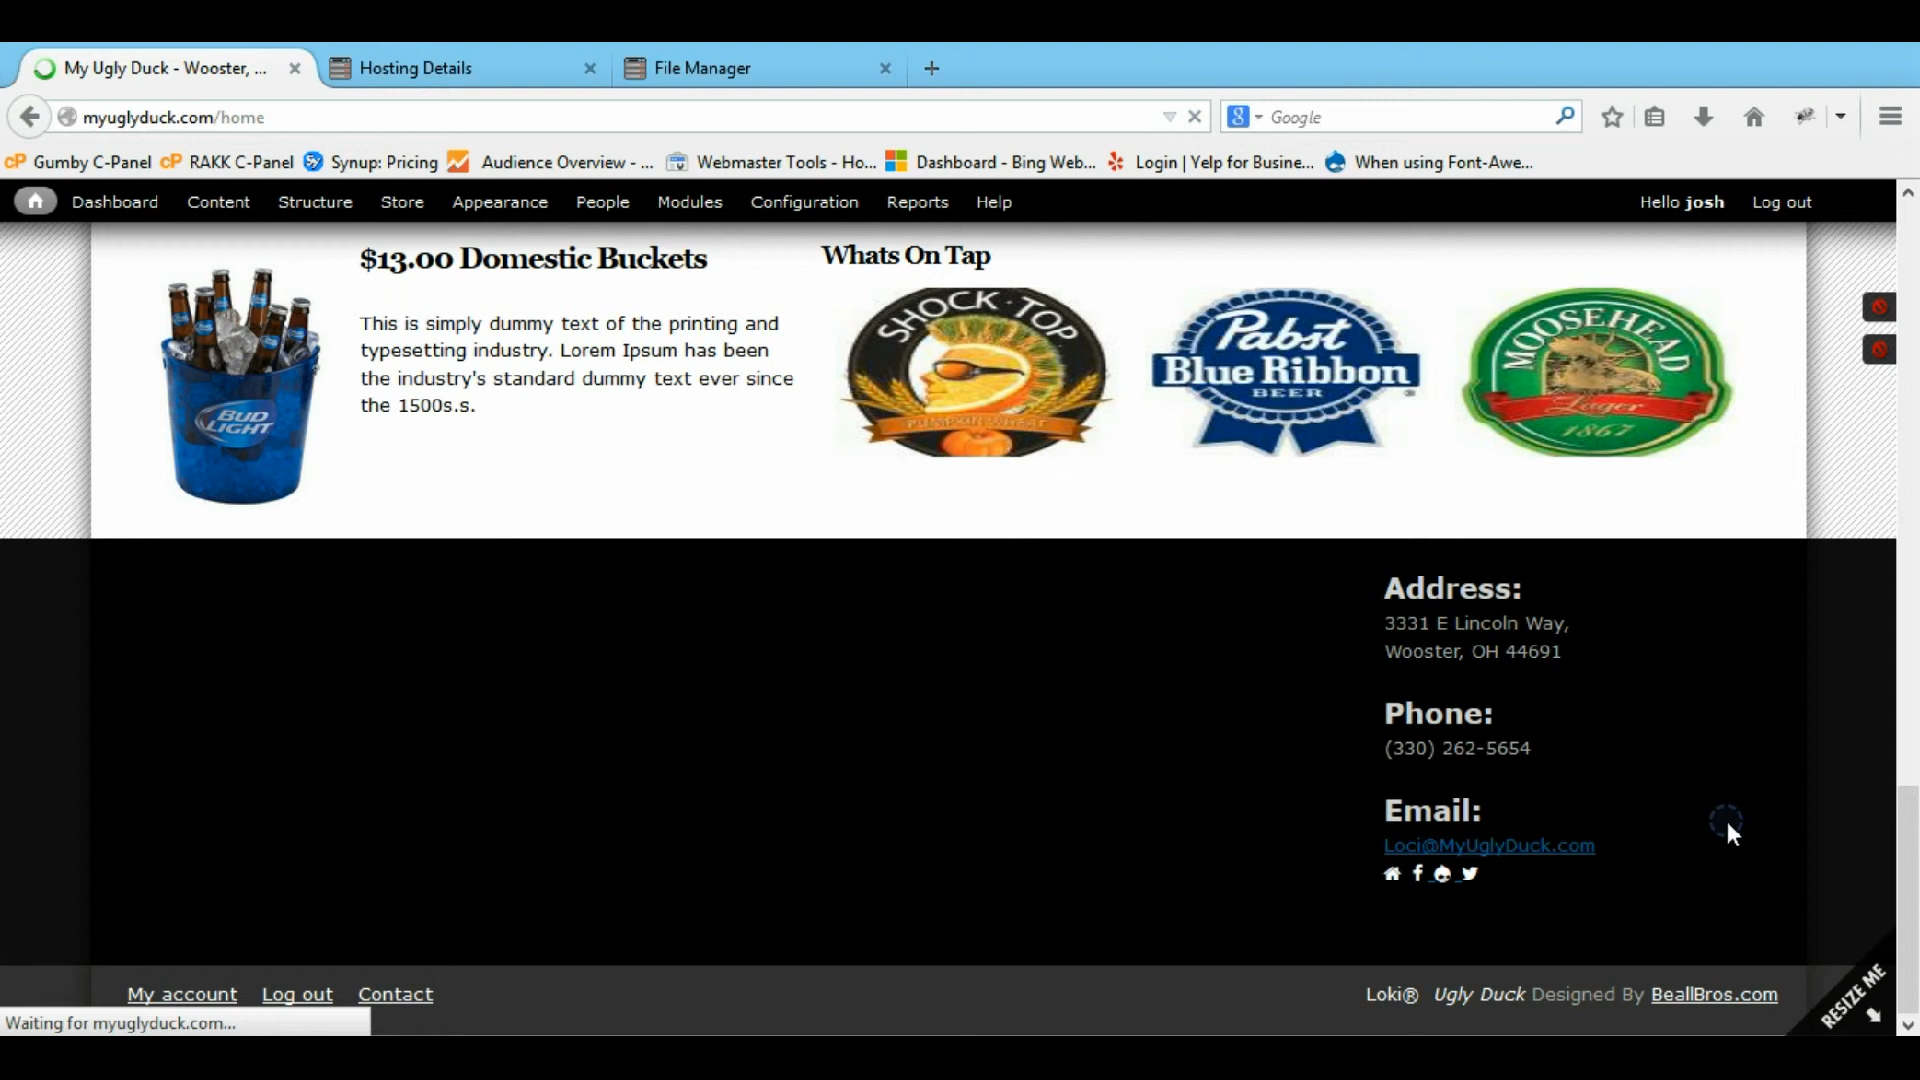 My Ugly Duck - Wooster, ...
Hosting Details
File Manager
myuglyduck.com/home
Google
cP Gumby C-Panel
cP RAKK C-Panel
Synup: Pricing
Audience Overview - ...
Webmaster Tools - Ho...
Dashboard - Bing Web...
Login | Yelp for Busine...
When using Font-Awe...
Dashboard
Content
Structure
Store
Appearance
People
Modules
Configuration
Reports
Help
Hello josh
Log out
$13.00 Domestic Buckets
This is simply dummy text of the printing and
typesetting industry. Lorem Ipsum has been
the industry's standard dummy text ever since
the 1500s.s.
BUD
LIGHT
Whats On Tap
SHOCK·TOP
PUMPKIN WHEAT
Pabst
Blue Ribbon
BEER
MOOSEHEAD
Lager
1867
Address:
3331 E Lincoln Way,
Wooster, OH 44691
Phone:
(330) 262-5654
Email:
Loci@MyUglyDuck.com
My account
Log out
Contact
Loki® Ugly Duck Designed By BeallBros.com
RESIZE ME
Waiting for myuglyduck.com...